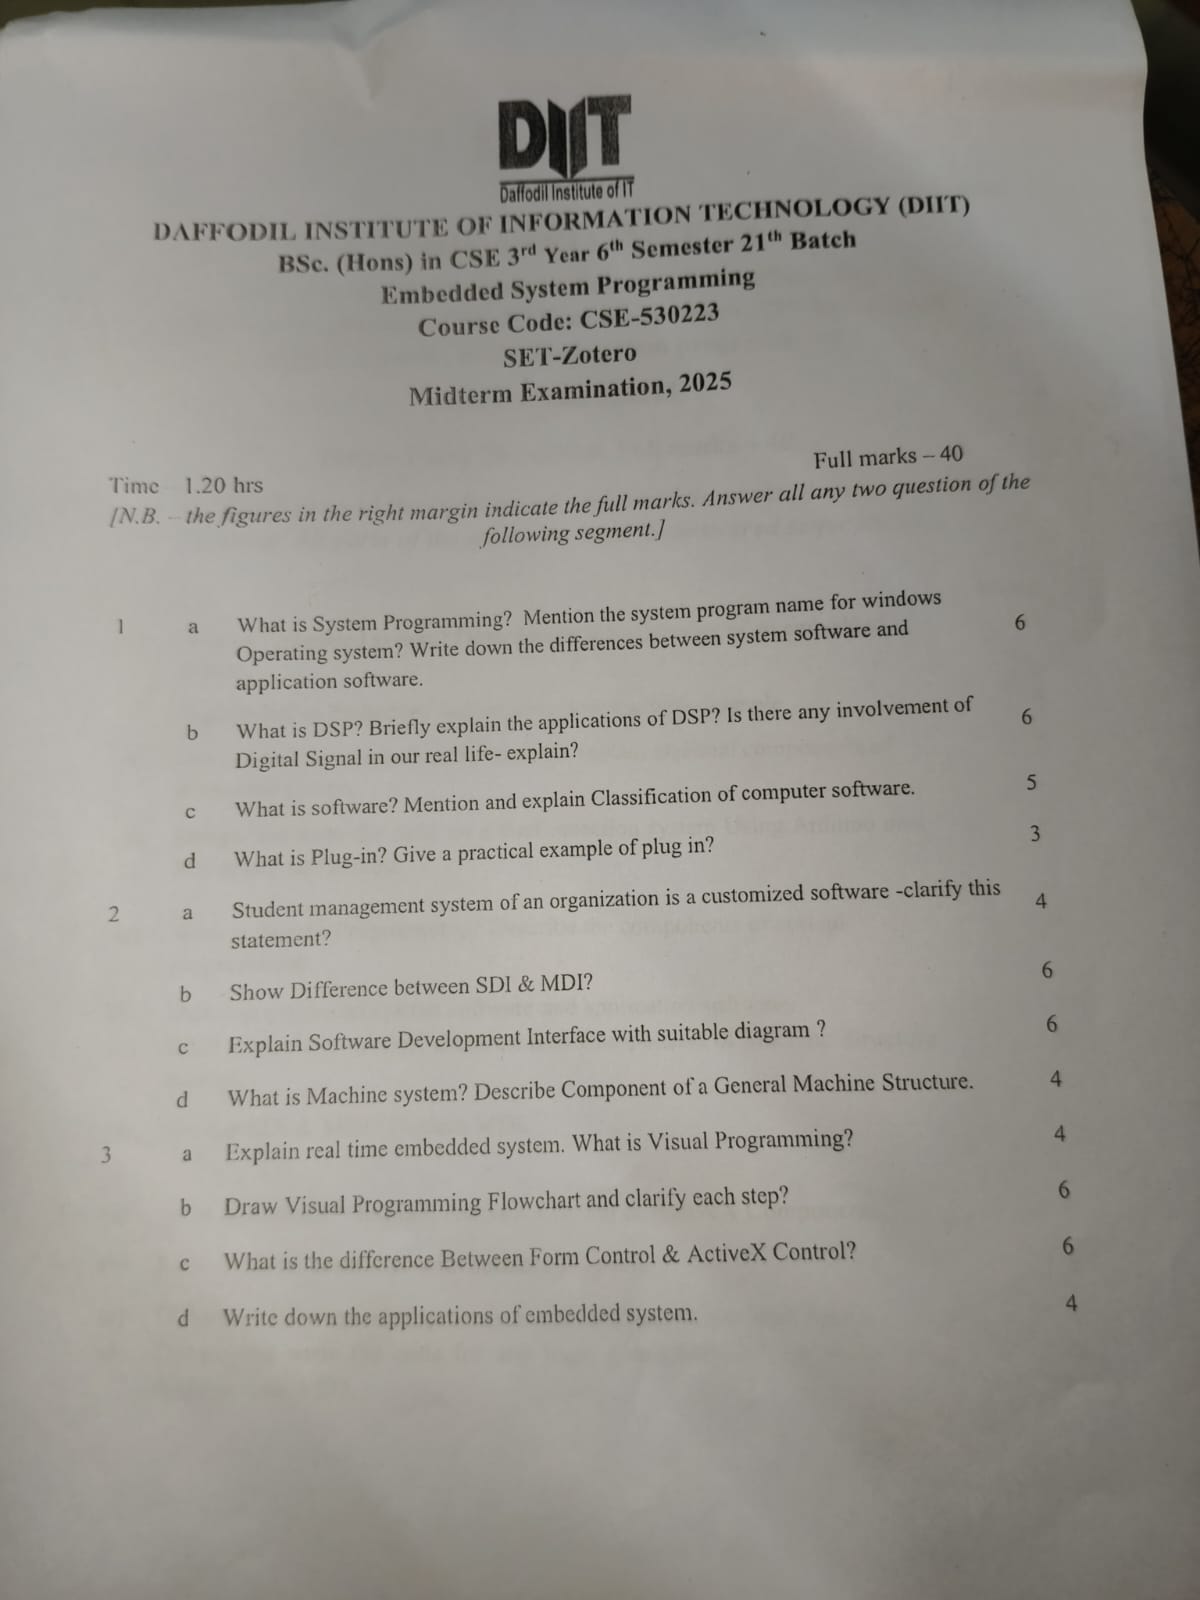 DIIT
Daffodil Institute of IT
DAFFODIL INSTITUTE OF INFORMATION TECHNOLOGY (DIIT)
BSc. (Hons) in CSE 3rd Year 6th Semester 21th Batch
Embedded System Programming
Course Code: CSE-530223
SET-Zotero
Midterm Examination, 2025
Full marks – 40
Time 1.20 hrs
[N.B. – the figures in the right margin indicate the full marks. Answer all any two question of the
following segment.]
1 a What is System Programming? Mention the system program name for windows 6
Operating system? Write down the differences between system software and
application software.
b What is DSP? Briefly explain the applications of DSP? Is there any involvement of 6
Digital Signal in our real life- explain?
c What is software? Mention and explain Classification of computer software. 5
d What is Plug-in? Give a practical example of plug in? 3
2 a Student management system of an organization is a customized software -clarify this 4
statement?
b Show Difference between SDI & MDI? 6
c Explain Software Development Interface with suitable diagram ? 6
d What is Machine system? Describe Component of a General Machine Structure. 4
3 a Explain real time embedded system. What is Visual Programming? 4
b Draw Visual Programming Flowchart and clarify each step? 6
c What is the difference Between Form Control & ActiveX Control? 6
d Write down the applications of embedded system. 4